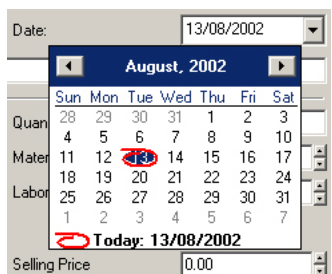 Date: 13/08/2002
August, 2002
Sun Mon Tue Wed Thu Fri Sat
28 29 30 31 1 2 3
Quan
4 5 6 7 8 9 10
Mater 11 12 13 14 15 16 17
18 19 20 21 22 23 24
Labor 25 26 27 28 29 30 31
1 2 3 4 5 6 7
Today: 13/08/2002
Selling Price 0.00